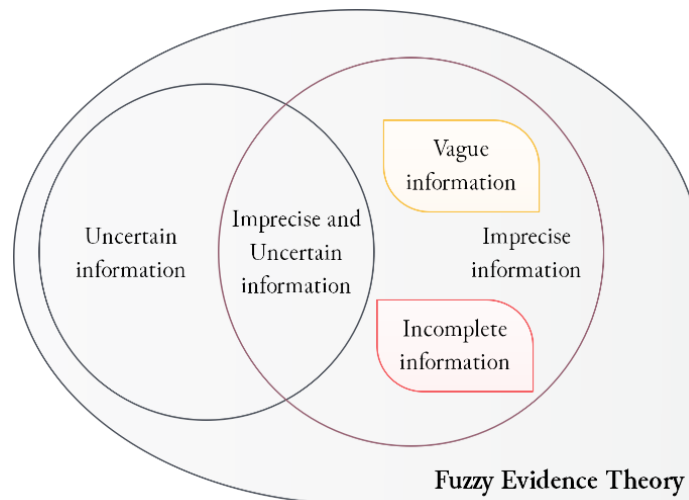 Vague
information
Uncertain
information
Imprecise and
Uncertain
information
Imprecise
information
Incomplete
information
Fuzzy Evidence Theory